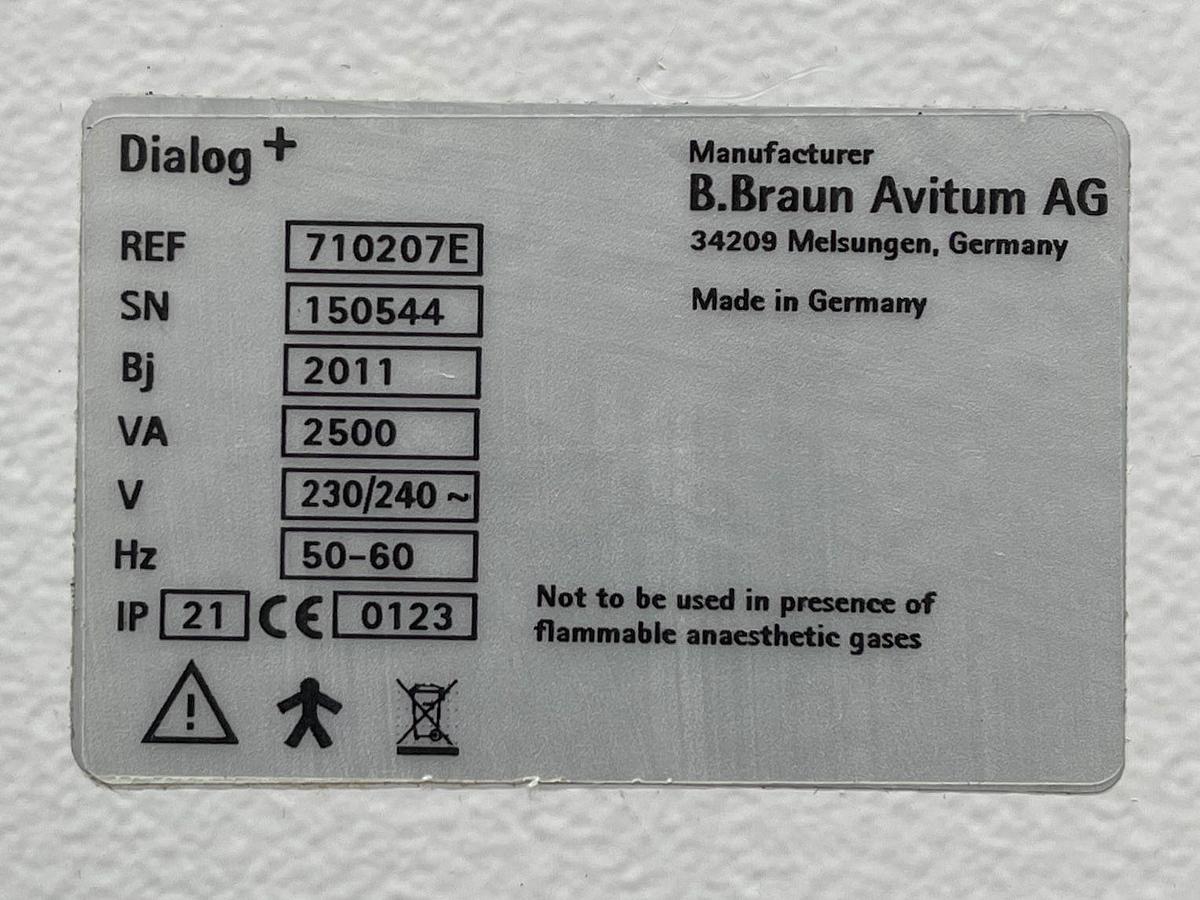 Dialog+
Manufacturer
B.Braun Avitum AG
34209 Melsungen, Germany
Made in Germany
REF 710207E
SN 150544
Bj 2011
VA 2500
V 230/240 ~
Hz 50-60
IP 21 CE 0123
Not to be used in presence of
flammable anaesthetic gases
!